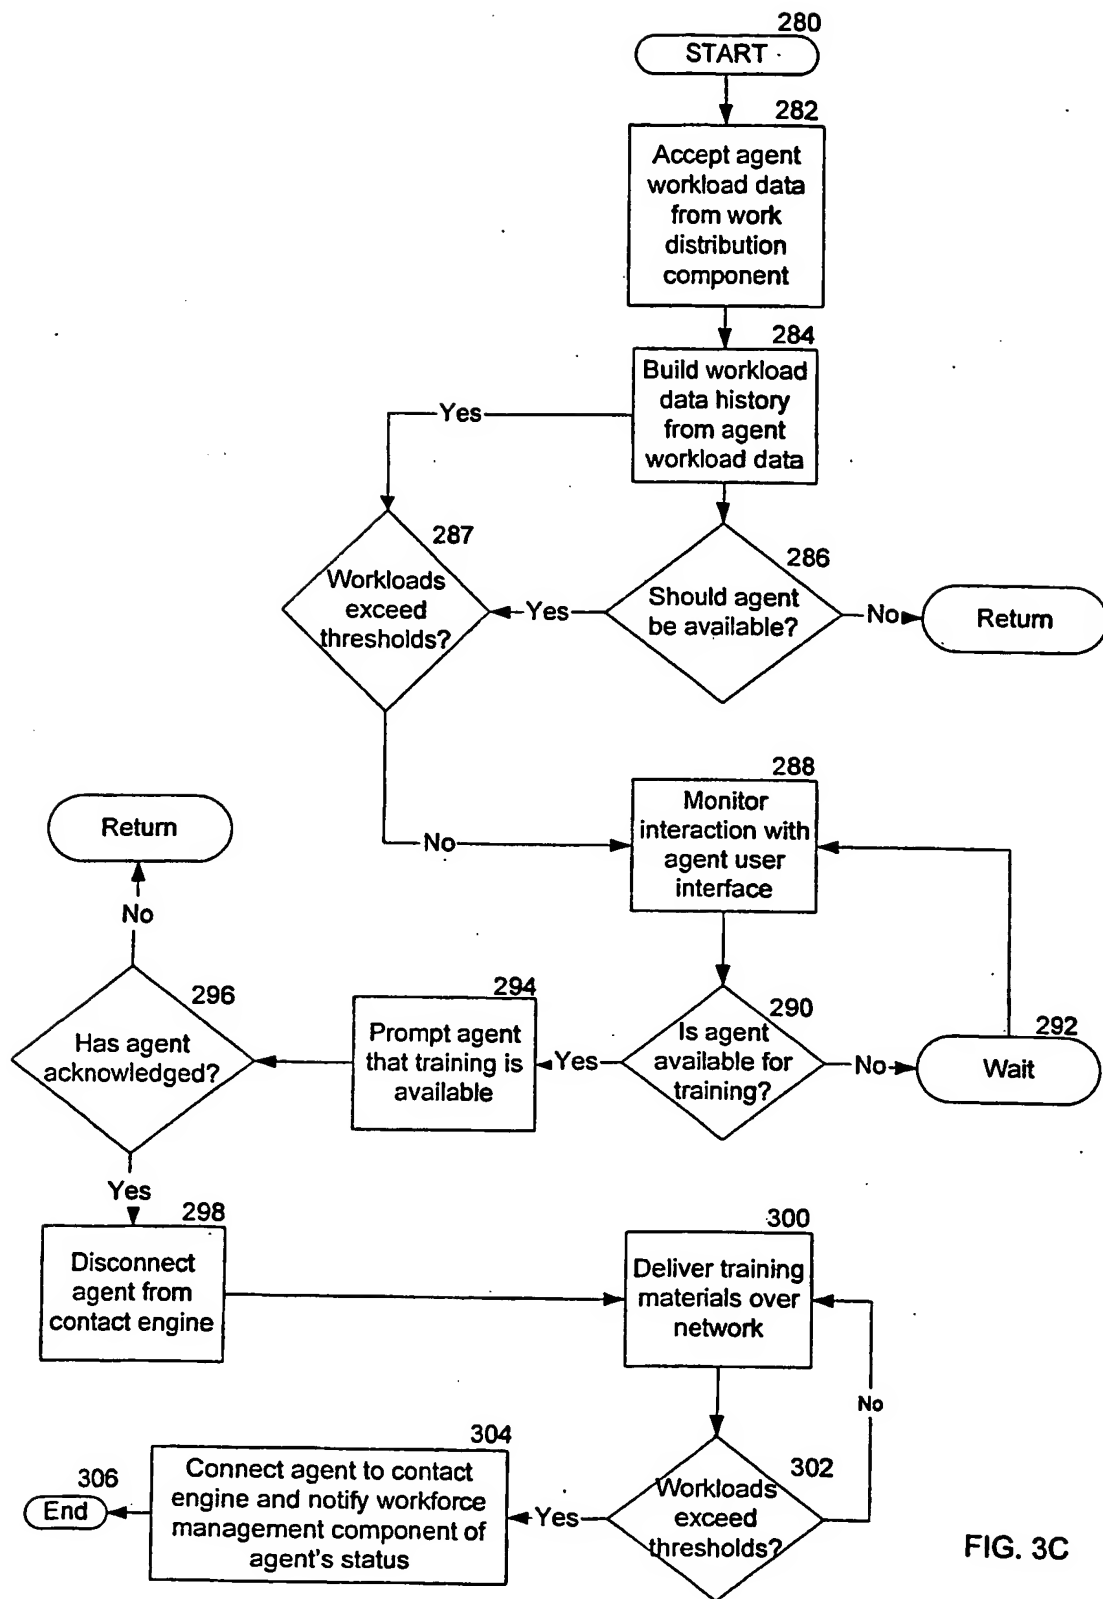 280
START
282
Accept agent
workload data
from work
distribution
component
284
Build workload
data history
from agent
workload data
Yes
287
Workloads
exceed
thresholds?
286
Should agent
be available?
Yes
No
Return
288
Monitor
interaction with
agent user
interface
No
Return
No
296
Has agent
acknowledged?
294
Prompt agent
that training is
available
290
Is agent
available for
training?
Yes
No
292
Wait
Yes
298
Disconnect
agent from
contact engine
300
Deliver training
materials over
network
No
302
Workloads
exceed
thresholds?
Yes
304
Connect agent to contact
engine and notify workforce
management component of
agent's status
306
End
FIG. 3C